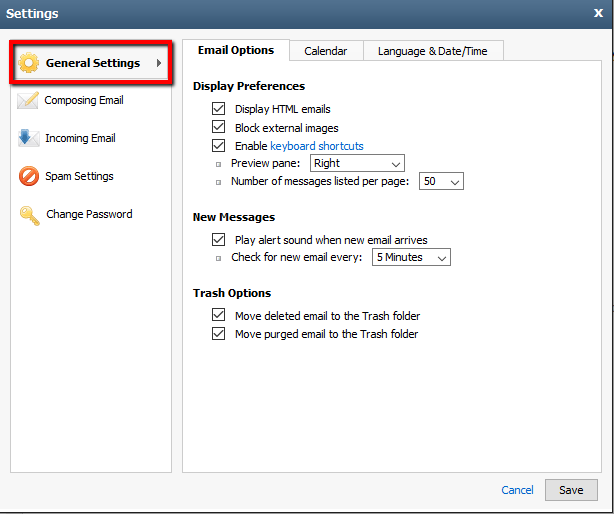 Settings
x
General Settings
Composing Email
Incoming Email
Spam Settings
Change Password
Email Options
Calendar
Language & Date/Time
Display Preferences
Display HTML emails
Block external images
Enable keyboard shortcuts
Preview pane: Right
Number of messages listed per page: 50
New Messages
Play alert sound when new email arrives
Check for new email every: 5 Minutes
Trash Options
Move deleted email to the Trash folder
Move purged email to the Trash folder
Cancel
Save